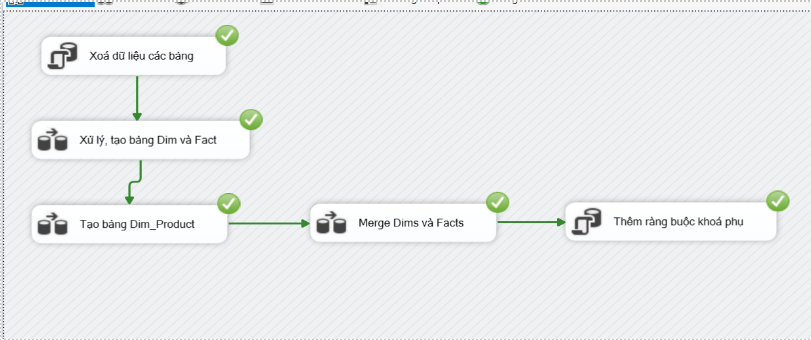 Xoá dữ liệu các bảng
Xử lý, tạo bảng Dim và Fact
Tạo bảng Dim_Product
Merge Dims và Facts
Thêm ràng buộc khoá phụ